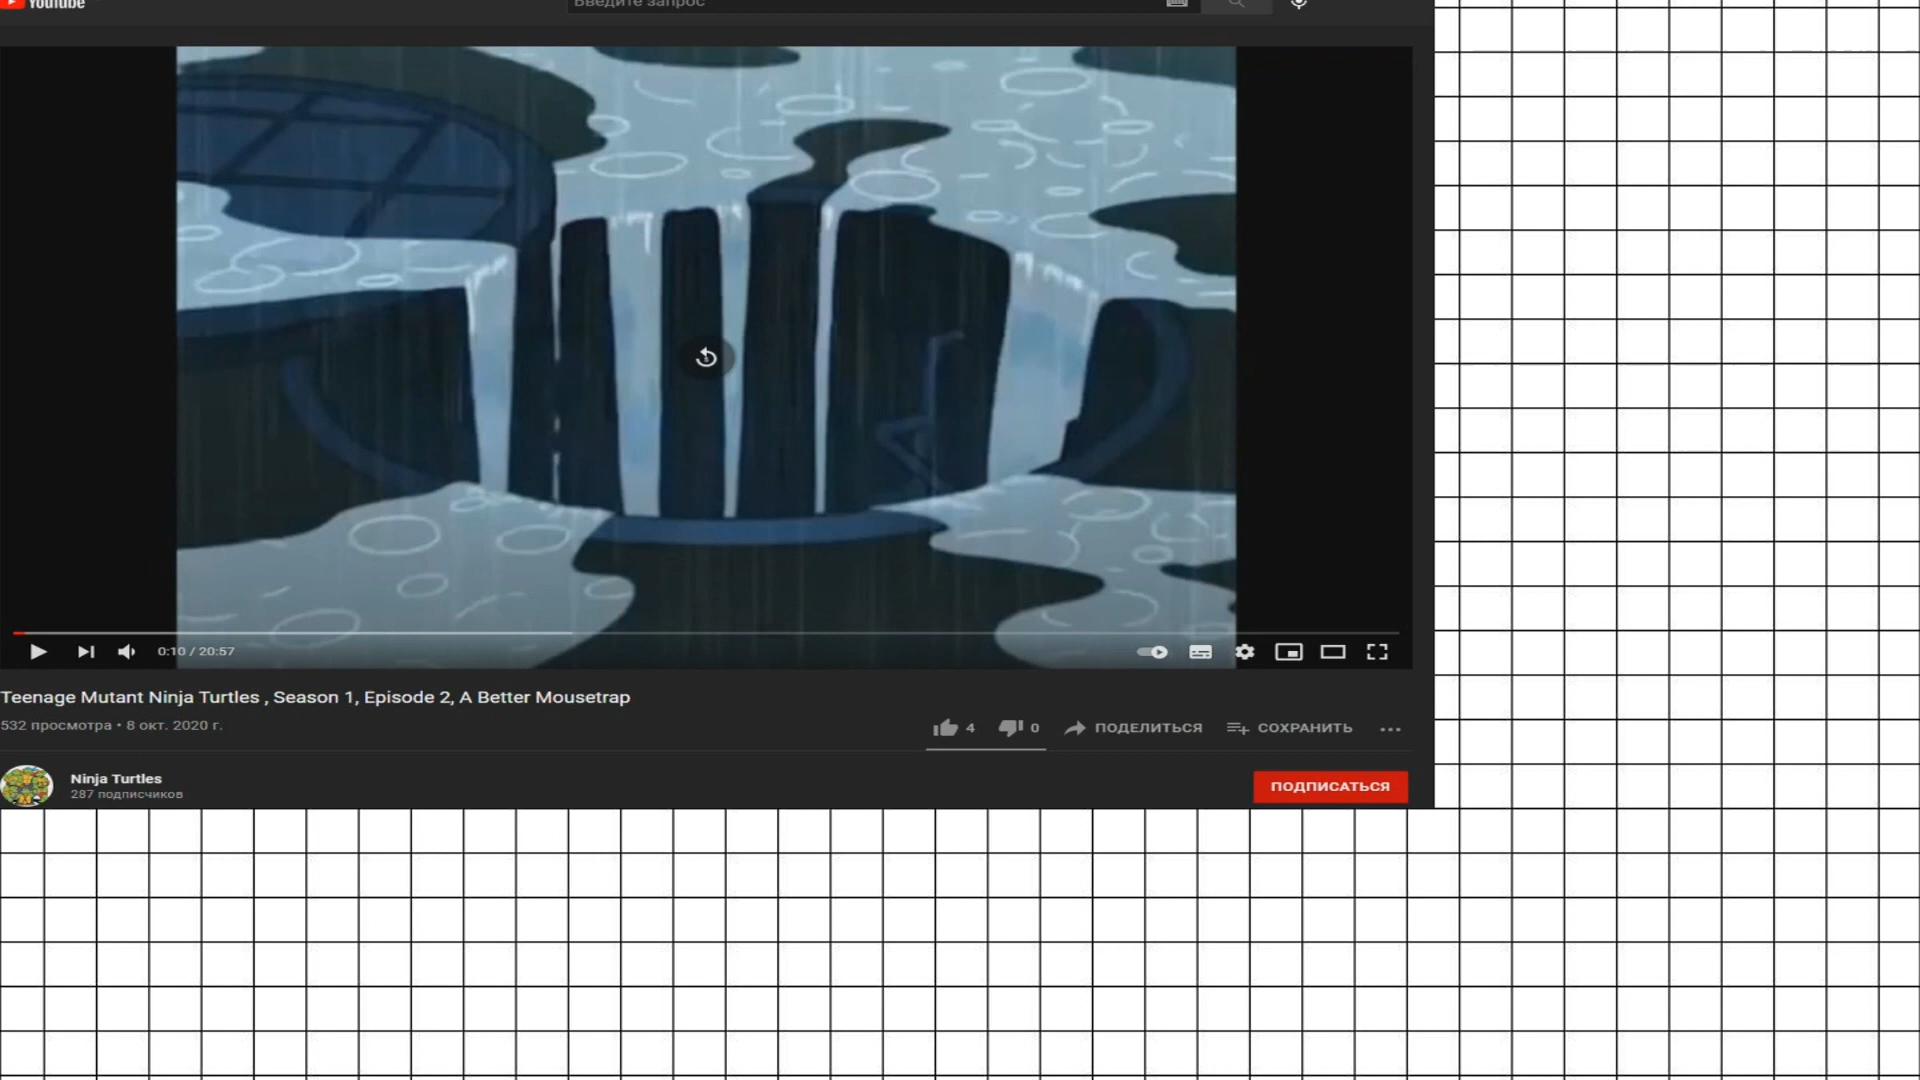 YouTube
Введите запрос
0:10 / 20:57
Teenage Mutant Ninja Turtles , Season 1, Episode 2, A Better Mousetrap
532 просмотра • 8 окт. 2020 г.
4 0 ПОДЕЛИТЬСЯ СОХРАНИТЬ
Ninja Turtles
287 подписчиков
ПОДПИСАТЬСЯ